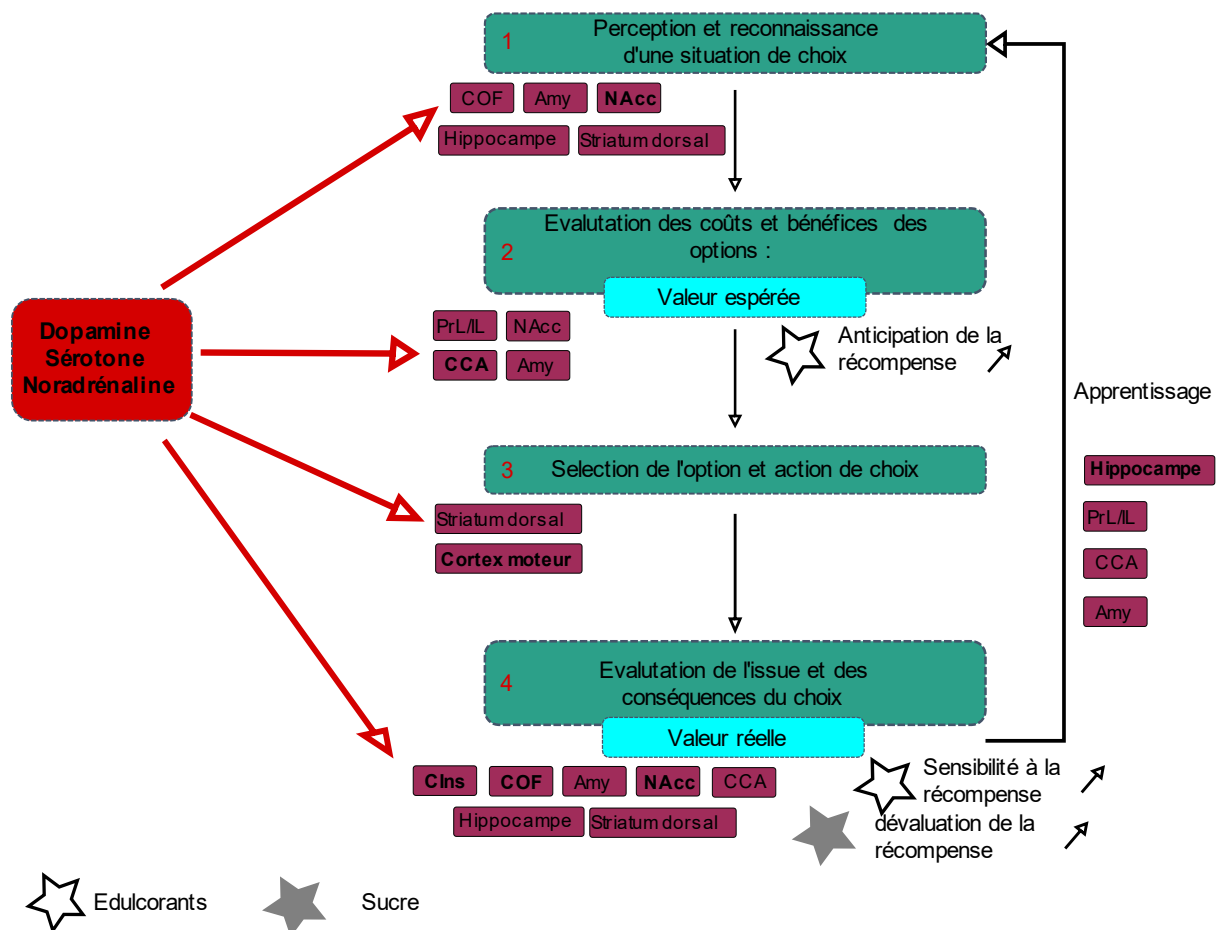 1
Perception et reconnaissance
d'une situation de choix
COF
Amy
NAcc
Hippocampe
Striatum dorsal
2
Evalutation des coûts et bénéfices des
options :
Valeur espérée
Dopamine
Sérotone
Noradrénaline
PrL/IL
NAcc
CCA
Amy
Anticipation de la
récompense
Apprentissage
3
Selection de l'option et action de choix
Striatum dorsal
Cortex moteur
Hippocampe
PrL/IL
CCA
Amy
4
Evalutation de l'issue et des
conséquences du choix
Valeur réelle
CIns
COF
Amy
NAcc
CCA
Hippocampe
Striatum dorsal
Sensibilité à la
récompense
dévaluation de la
récompense
Edulcorants
Sucre